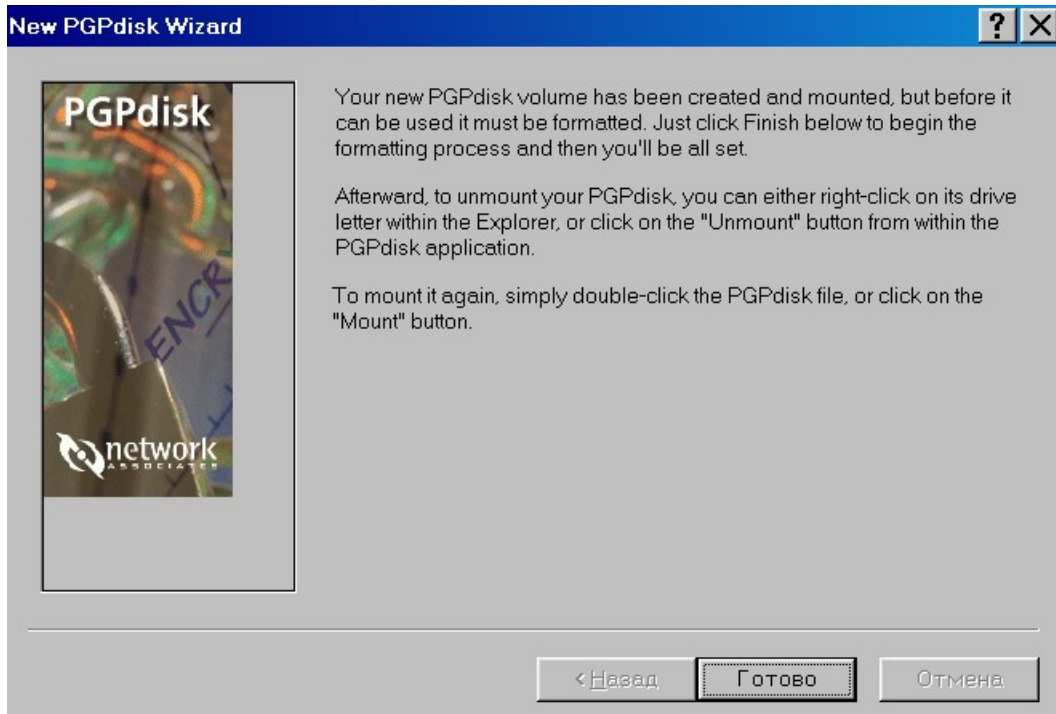 New PGPdisk Wizard
?
PGPdisk
ENCR
network
ASSOCIATES
Your new PGPdisk volume has been created and mounted, but before it
can be used it must be formatted. Just click Finish below to begin the
formatting process and then you'll be all set.
Afterward, to unmount your PGPdisk, you can either right-click on its drive
letter within the Explorer, or click on the "Unmount" button from within the
PGPdisk application.
To mount it again, simply double-click the PGPdisk file, or click on the
"Mount" button.
< Назад
Готово
Отмена